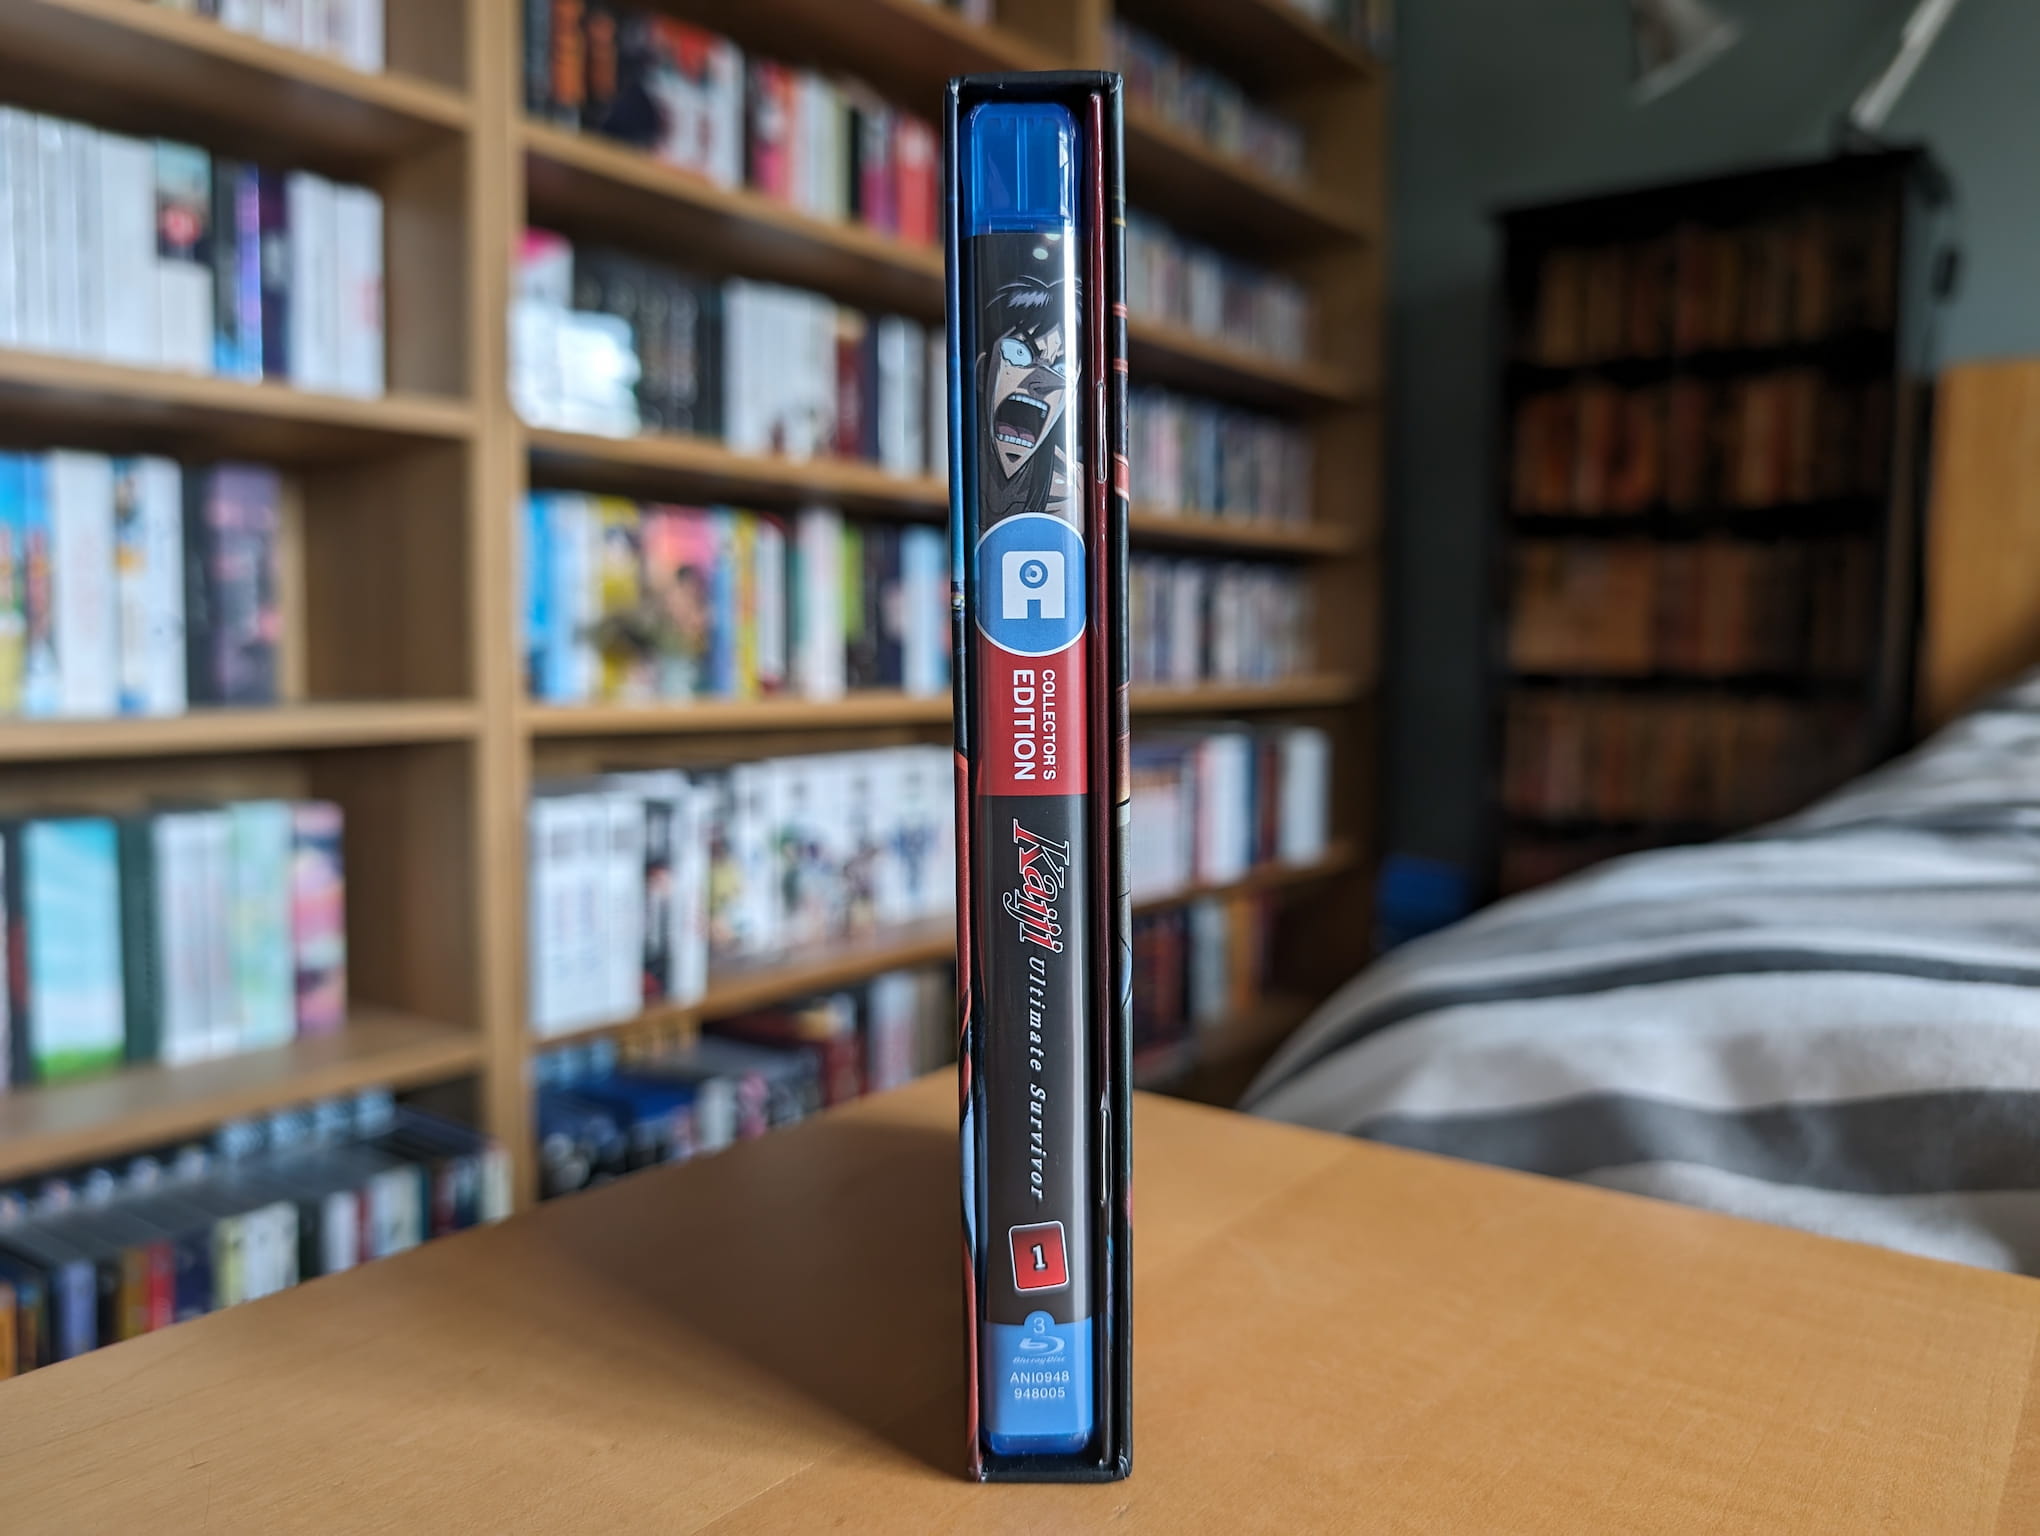 COLLECTOR'S
EDITION
Kaiji Ultimate Survivor
1
3
Blu-ray Disc
ANI0948
948005